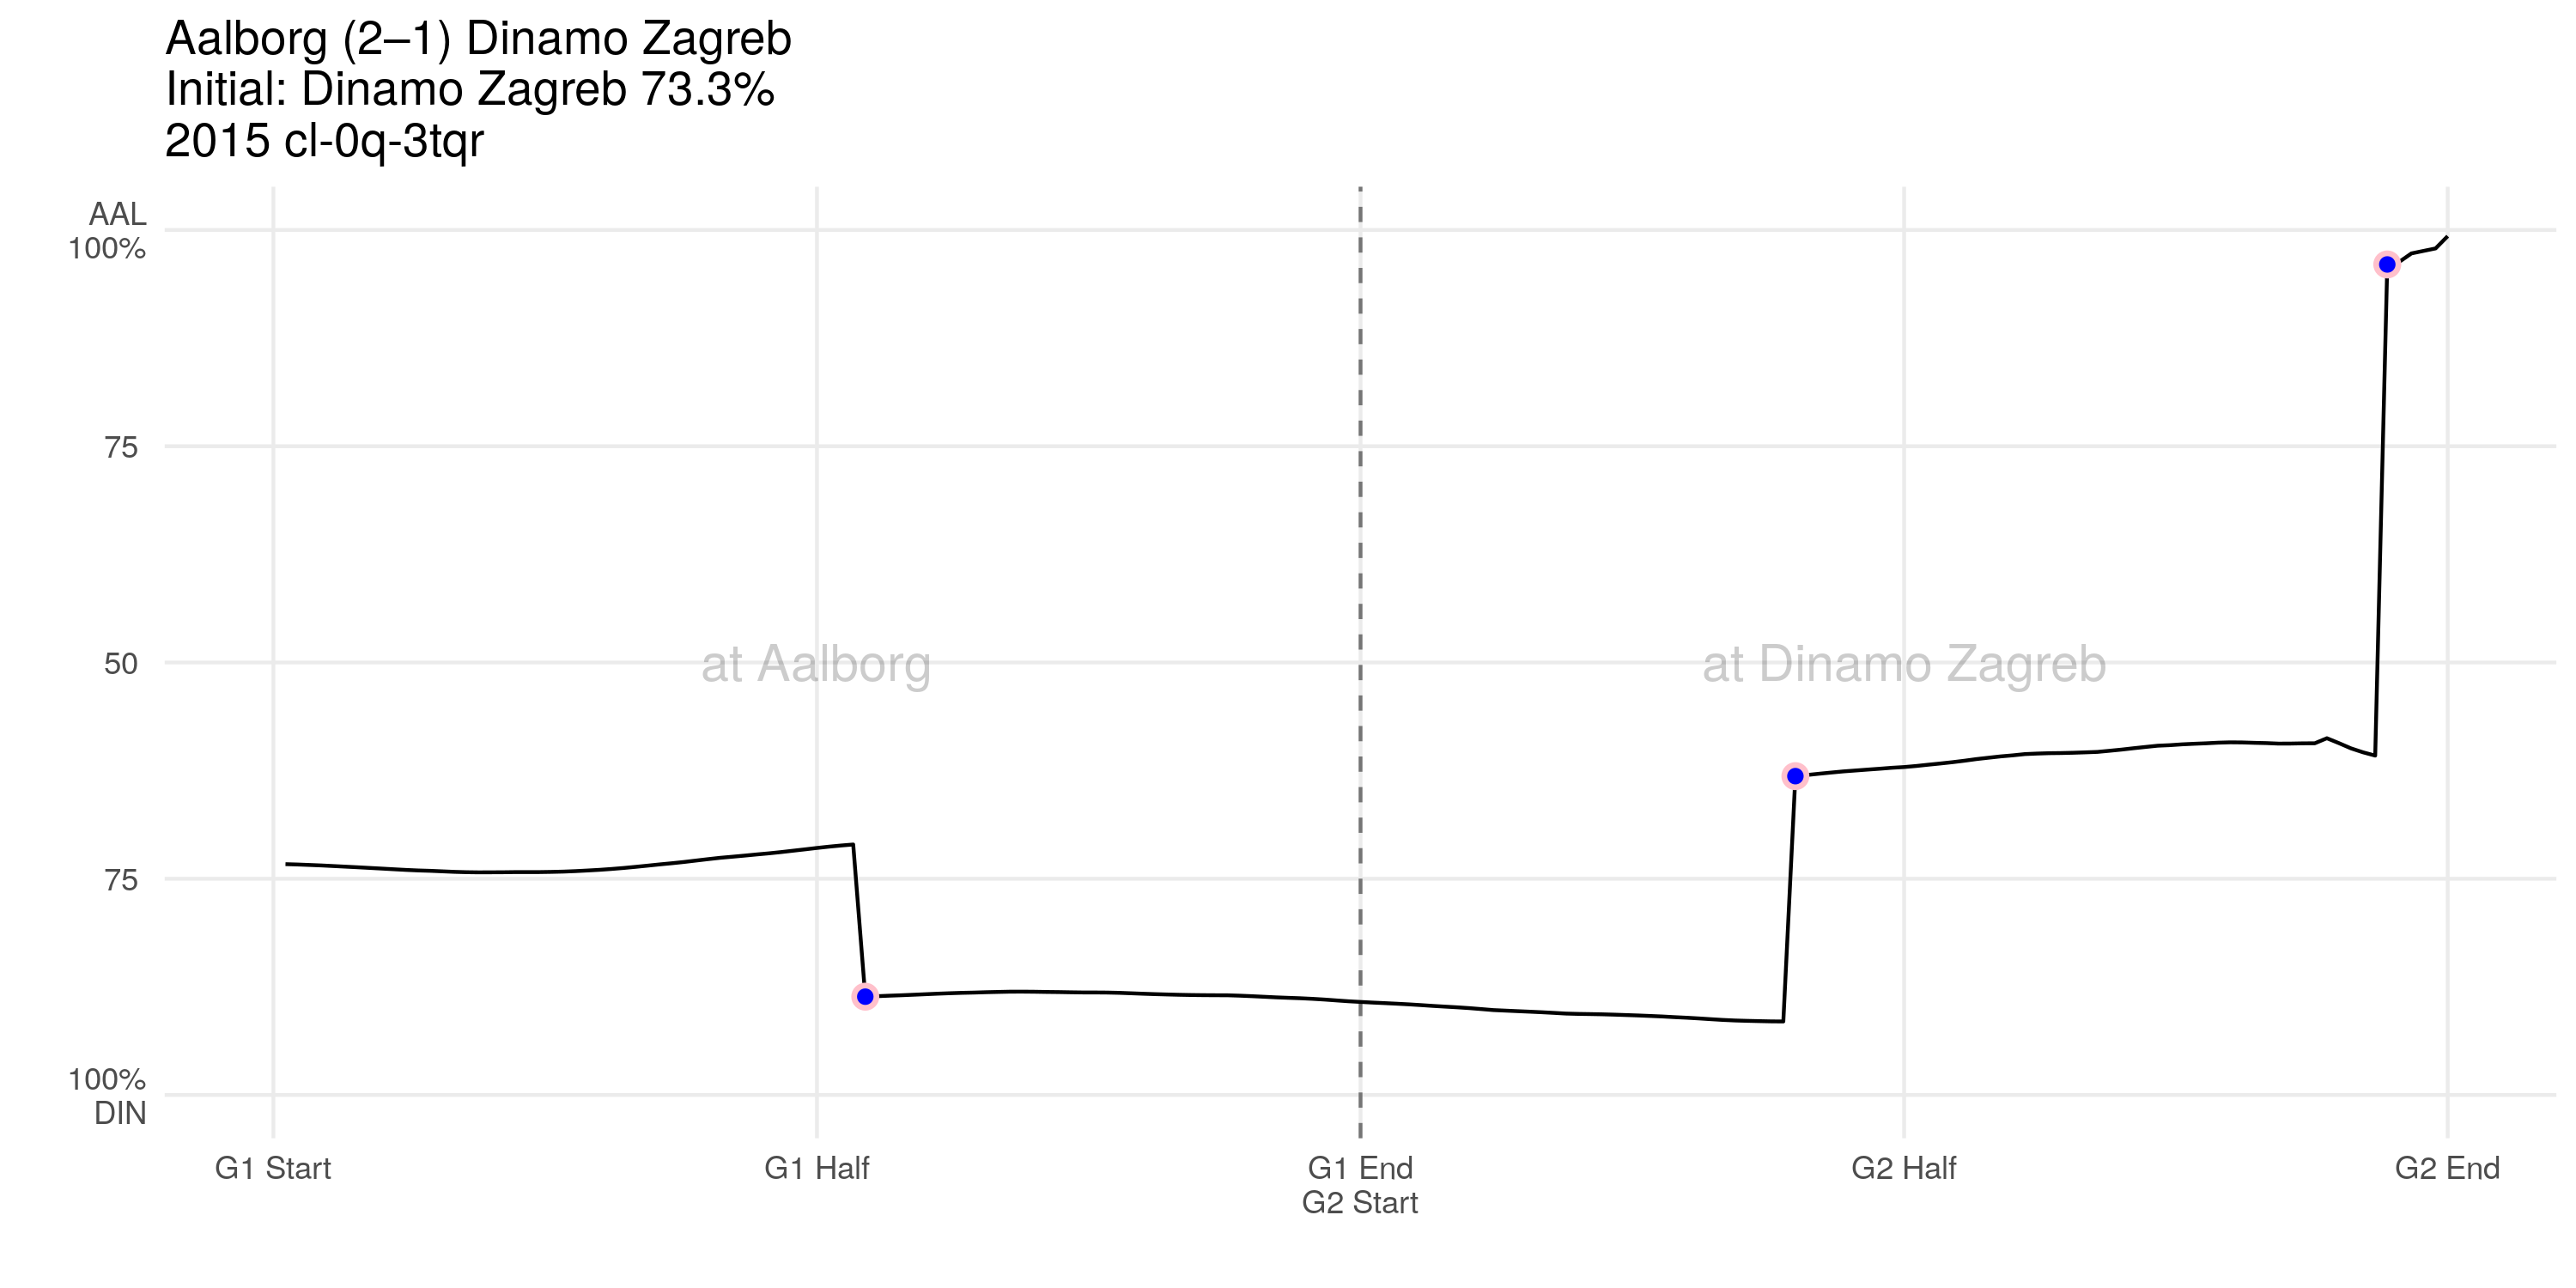 Aalborg (2–1) Dinamo Zagreb
Initial: Dinamo Zagreb 73.3%
2015 cl-0q-3tqr
AAL
100%
75
50
75
100%
DIN
at Aalborg
at Dinamo Zagreb
G1 Start
G1 Half
G1 End
G2 Start
G2 Half
G2 End